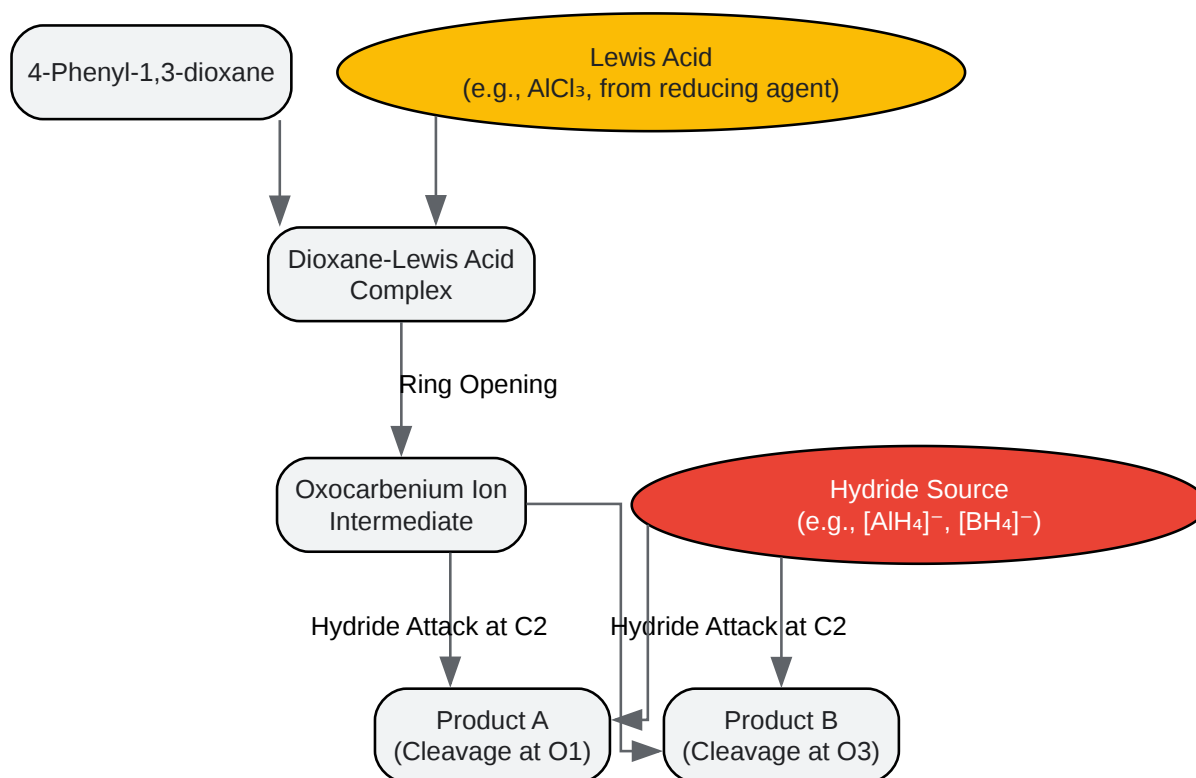 4-Phenyl-1,3-dioxane
Lewis Acid
(e.g., AlCl₃, from reducing agent)
Dioxane-Lewis Acid
Complex
Ring Opening
Oxocarbenium Ion
Intermediate
Hydride Source
(e.g., [AlH₄]⁻, [BH₄]⁻)
Hydride Attack at C2
Hydride Attack at C2
Product A
(Cleavage at O1)
Product B
(Cleavage at O3)